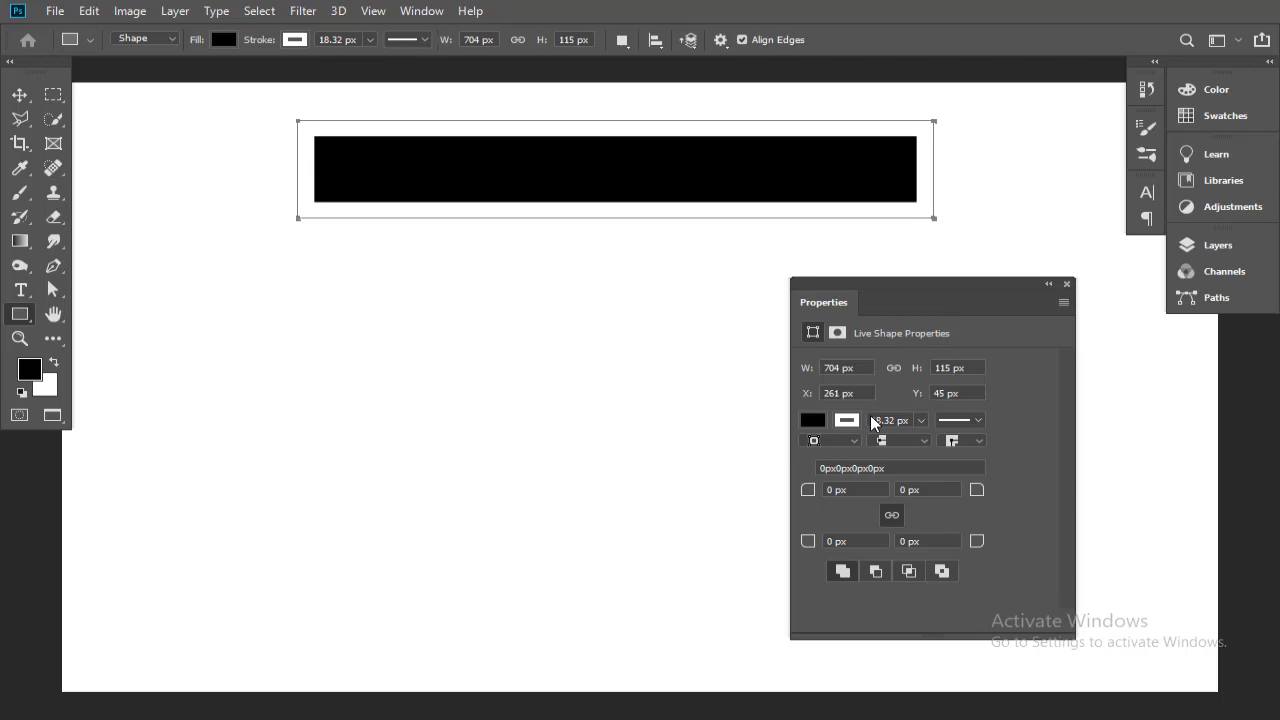 Ps File Edit Image Layer Type Select Filter 3D View Window Help
Shape Fill: Stroke: 18.32 px W: 704 px H: 115 px Align Edges
Color
Swatches
Learn
Libraries
Adjustments
Layers
Channels
Paths
Properties
Live Shape Properties
W: 704 px H: 115 px
X: 261 px Y: 45 px
0px0px0px0px
0 px 0 px
0 px 0 px
Activate Windows
Go to Settings to activate Windows.